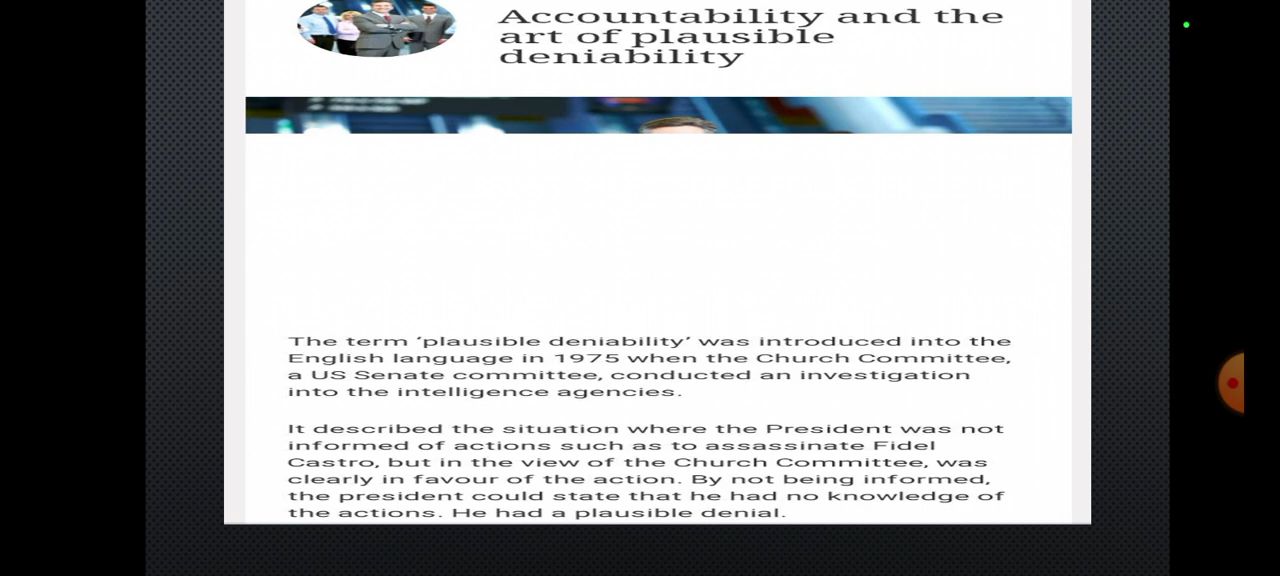 Accountability and the
art of plausible
deniability
The term ‘plausible deniability’ was introduced into the
English language in 1975 when the Church Committee,
a US Senate committee, conducted an investigation
into the intelligence agencies.
It described the situation where the President was not
informed of actions such as to assassinate Fidel
Castro, but in the view of the Church Committee, was
clearly in favour of the action. By not being informed,
the president could state that he had no knowledge of
the actions. He had a plausible denial.